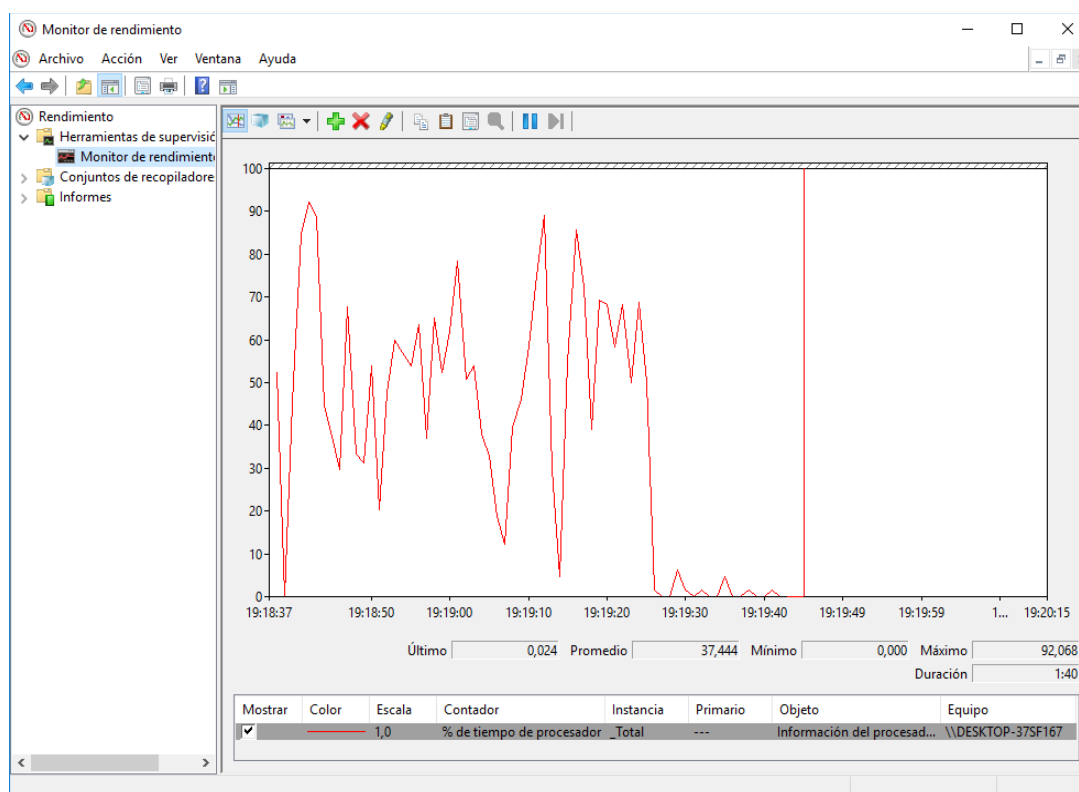 Monitor de rendimiento
Archivo Acción Ver Ventana Ayuda
Rendimiento
Herramientas de supervisió
Monitor de rendimiento
Conjuntos de recopiladore
Informes
100
90
80
70
60
50
40
30
20
10
0
19:18:37 19:18:50 19:19:00 19:19:10 19:19:20 19:19:30 19:19:40 19:19:49 19:19:59 1... 19:20:15
Último 0,024 Promedio 37,444 Mínimo 0,000 Máximo 92,068
Duración 1:40
Mostrar Color Escala Contador Instancia Primario Objeto Equipo
1,0 % de tiempo de procesador _Total --- Información del procesad... \\DESKTOP-37SF167